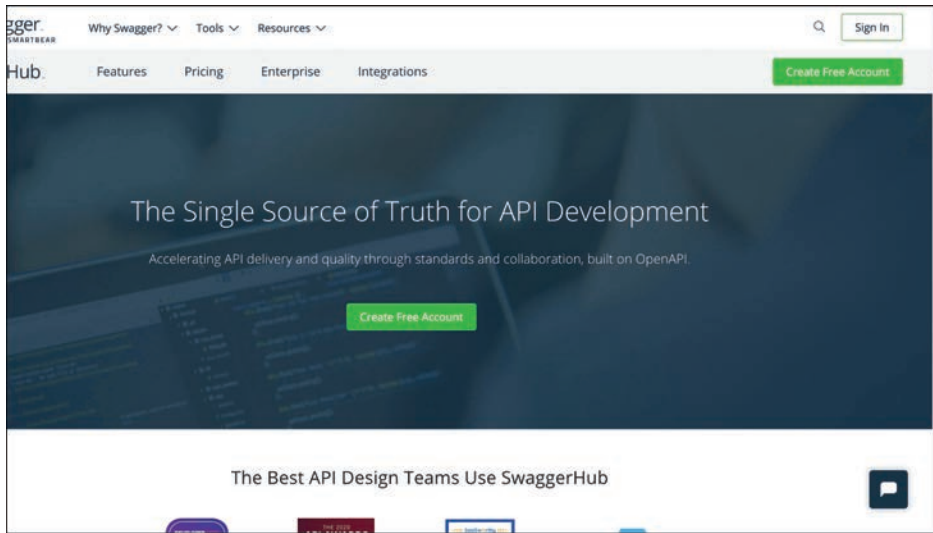 gger.
SMARTBEAR
Why Swagger?
Tools
Resources
Sign In
Hub.
Features
Pricing
Enterprise
Integrations
Create Free Account
The Single Source of Truth for API Development
Accelerating API delivery and quality through standards and collaboration, built on OpenAPI.
Create Free Account
The Best API Design Teams Use SwaggerHub
THE 2020